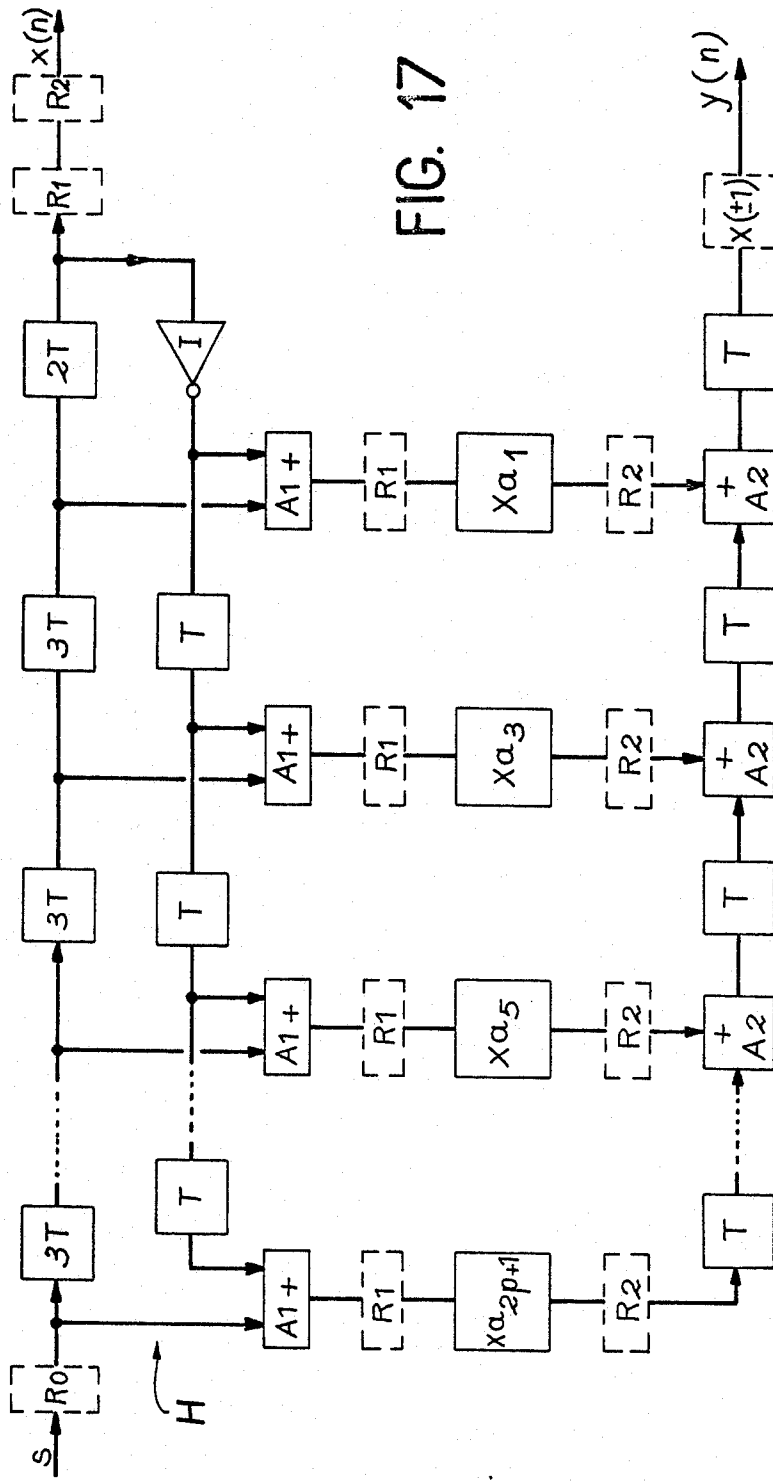 S
R0
3T
3T
3T
2T
R1
R2
x(n)
H
T
T
T
I
A1 +
A1 +
A1 +
A1 +
FIG. 17
R1
R1
R1
R1
xa2p+1
xa5
xa3
xa1
R2
R2
R2
R2
T
+
A2
T
+
A2
T
+
A2
T
x(±1)
y(n)